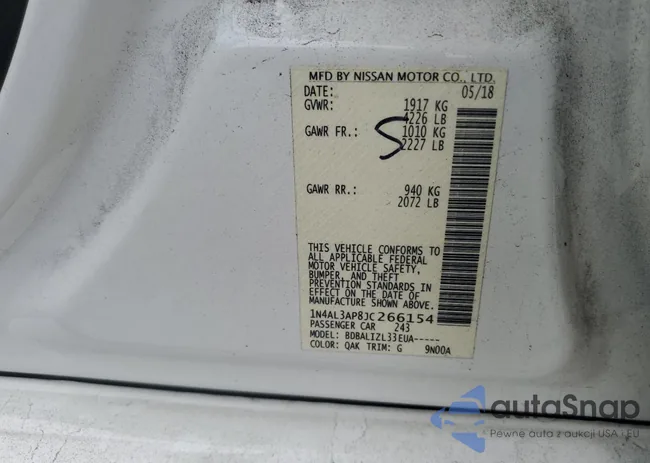 MFD BY NISSAN MOTOR CO., LTD.
DATE: 05/18
GVWR: 1917 KG
4226 LB
GAWR FR.: 1010 KG
2227 LB
S
GAWR RR.: 940 KG
2072 LB
THIS VEHICLE CONFORMS TO
ALL APPLICABLE FEDERAL
MOTOR VEHICLE SAFETY,
BUMPER, AND THEFT
PREVENTION STANDARDS IN
EFFECT ON THE DATE OF
MANUFACTURE SHOWN ABOVE.
1N4AL3AP8JC266154
PASSENGER CAR 243
MODEL: BDBALIZL33EUA-----
COLOR: QAK TRIM: G 9N00A
autoSnap
Pewne auta z aukcji USA i EU